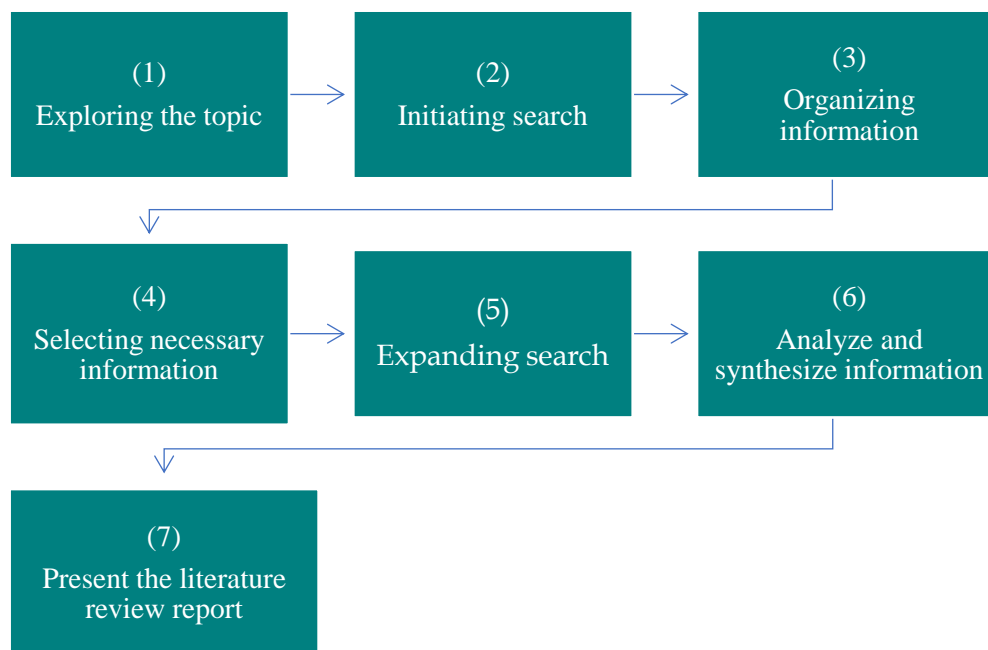 (1)
Exploring the topic
(2)
Initiating search
(3)
Organizing
information
(4)
Selecting necessary
information
(5)
Expanding search
(6)
Analyze and
synthesize information
(7)
Present the literature
review report